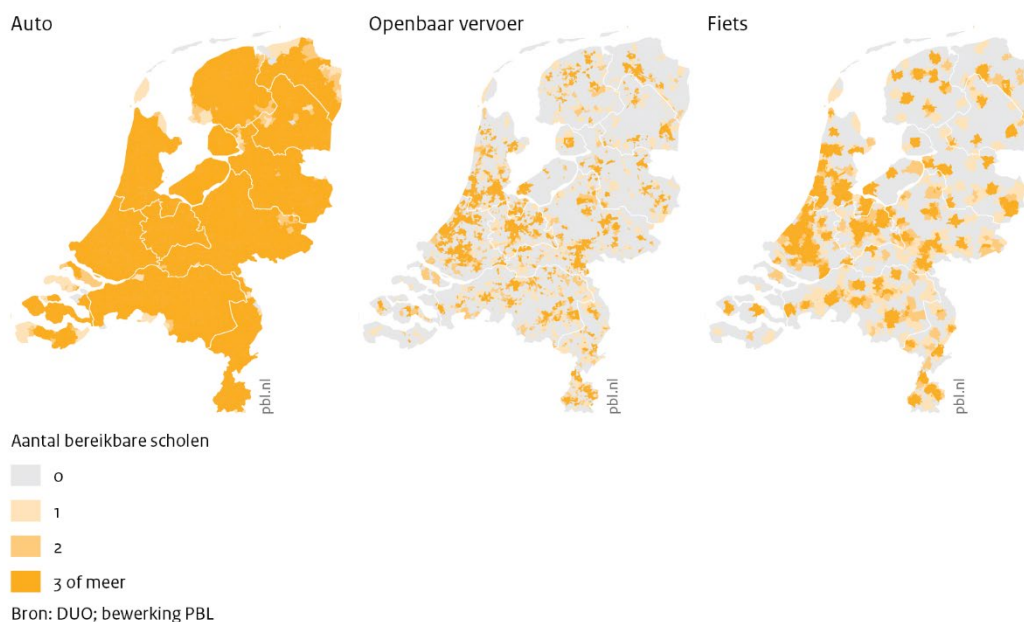 Auto
Openbaar vervoer
Fiets
pbl.nl
pbl.nl
pbl.nl
Aantal bereikbare scholen
0
1
2
3 of meer
Bron: DUO; bewerking PBL